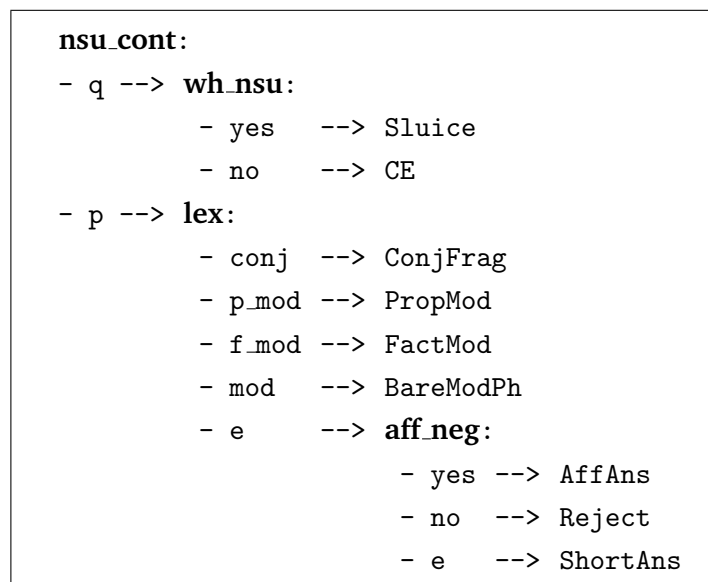 nsu_cont:
- q --> wh_nsu:
- yes --> Sluice
- no --> CE
- p --> lex:
- conj --> ConjFrag
- p_mod --> PropMod
- f_mod --> FactMod
- mod --> BareModPh
- e --> aff_neg:
- yes --> AffAns
- no --> Reject
- e --> ShortAns